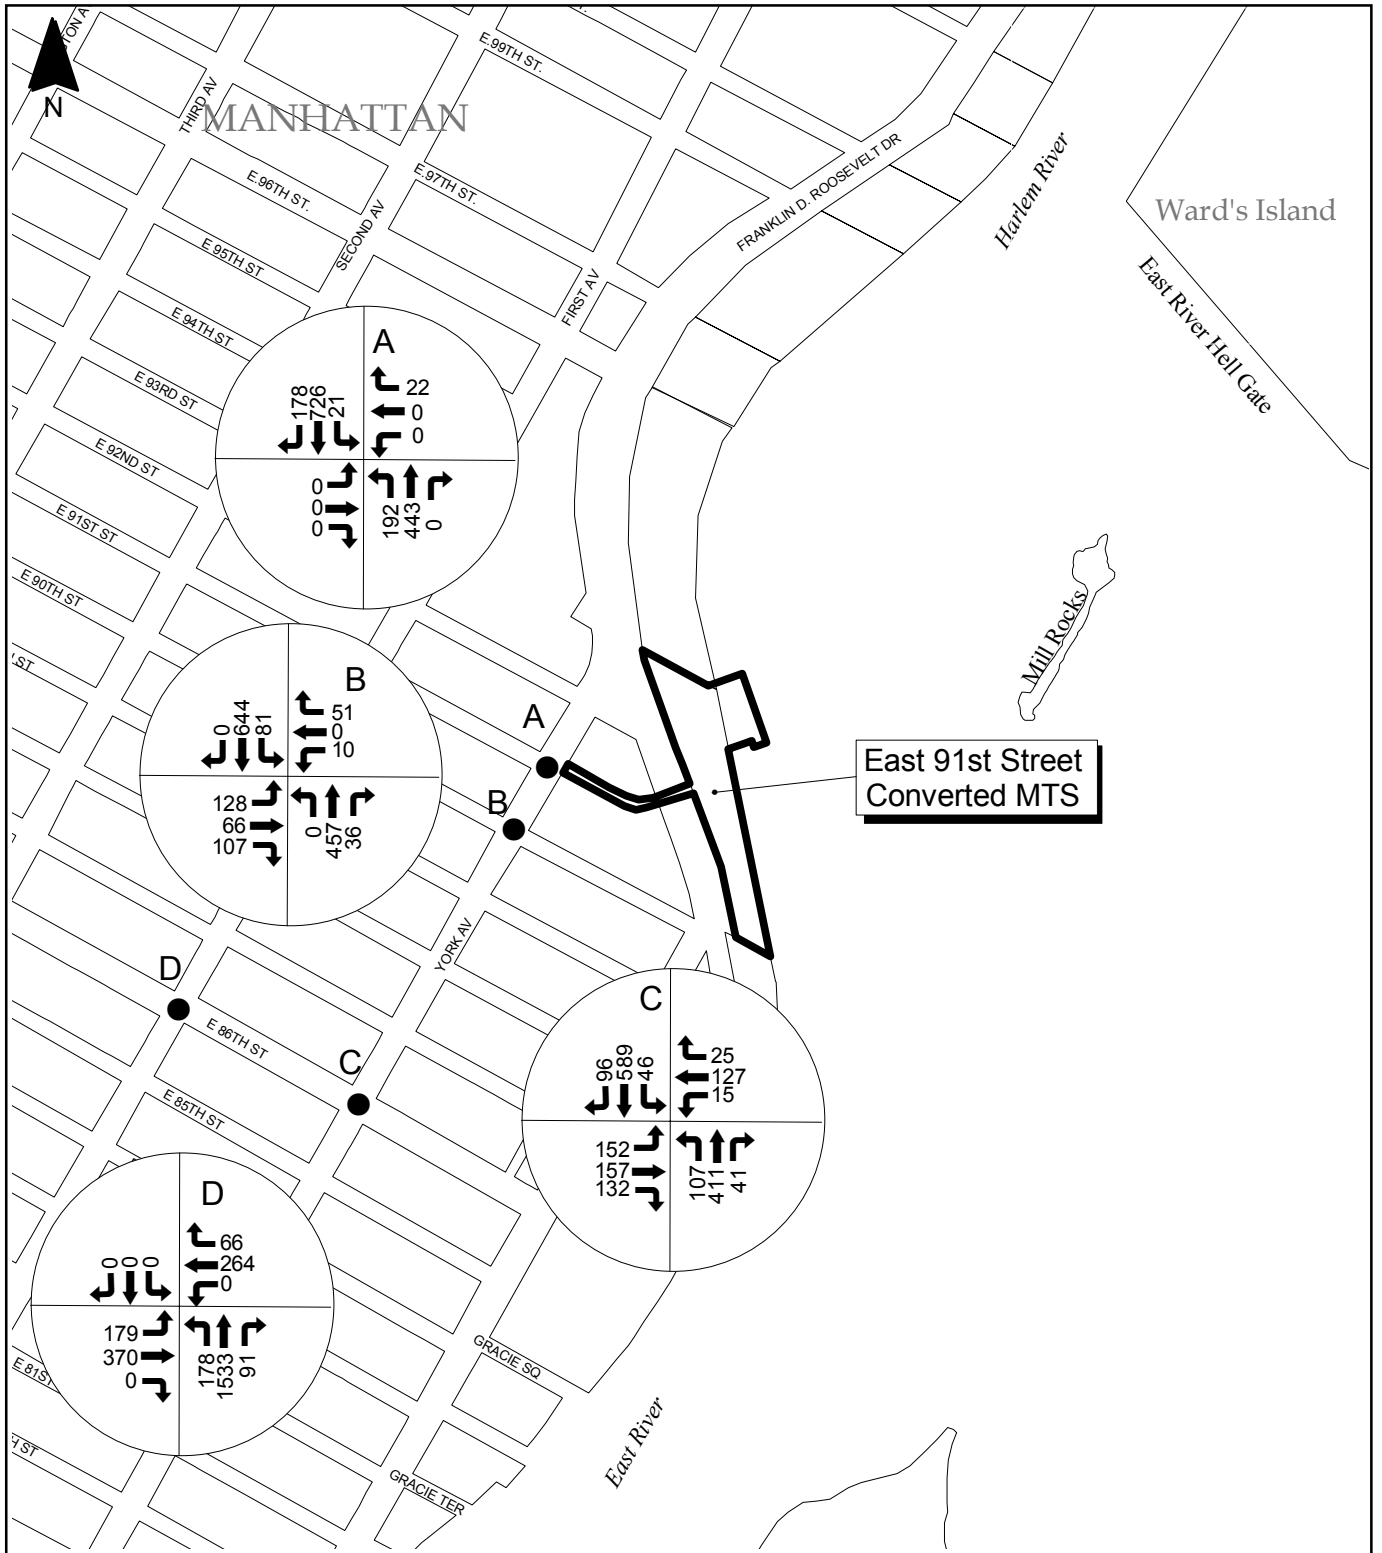 N
MANHATTAN
THIRD AV
E.99TH ST.
E.97TH ST.
E.96TH ST.
SECOND AV
E 95TH ST
FIRST AV
FRANKLIN D. ROOSEVELT DR
Harlem River
Ward's Island
East River Hell Gate
E 94TH ST
E 93RD ST
E 92ND ST
E 91ST ST
E 90TH ST
A
178
726
21
22
0
0
0
0
0
192
443
0
Mill Rocks
B
0
644
81
51
0
10
128
66
107
0
457
36
A
B
East 91st Street
Converted MTS
YORK AV
D
E 86TH ST
C
E 85TH ST
C
96
589
46
25
127
15
152
157
132
107
411
41
D
0
0
0
66
264
0
179
370
0
178
1533
91
E 81ST
GRACIE SQ
GRACIE TER
East River